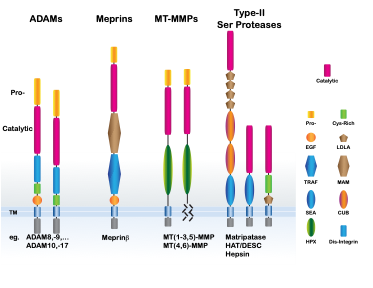 ADAMs
Meprins
MT-MMPs
Type-II
Ser Proteases
Pro-
Catalytic
TM
eg.
ADAM8,-9,...
ADAM10,-17
Meprinβ
MT(1-3,5)-MMP
MT(4,6)-MMP
Matripatase
HAT/DESC
Hepsin
Catalytic
Pro-
Cys-Rich
EGF
LDLA
TRAF
MAM
SEA
CUB
HPX
Dis-Integrin